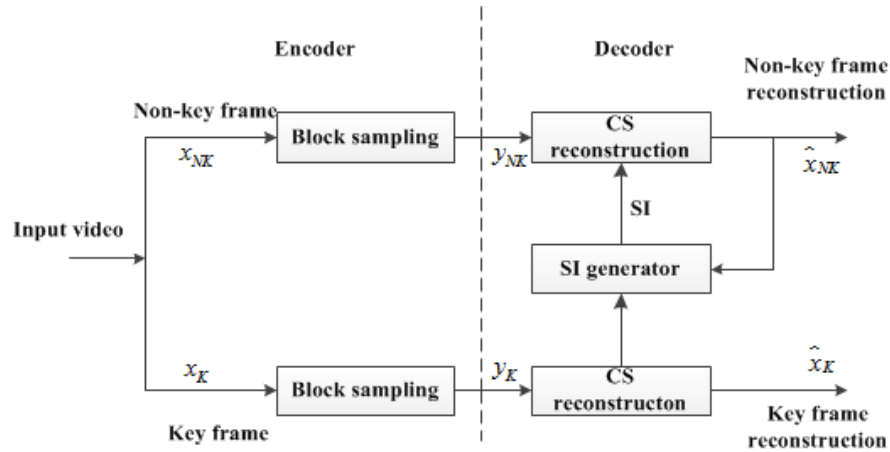 Encoder
Decoder
Non-key frame
reconstruction
Non-key frame
Block sampling
CS
reconstruction
x_NK
y_NK
x̂_NK
SI
Input video
SI generator
x_K
y_K
x̂_K
Block sampling
CS
reconstructon
Key frame
Key frame
reconstruction